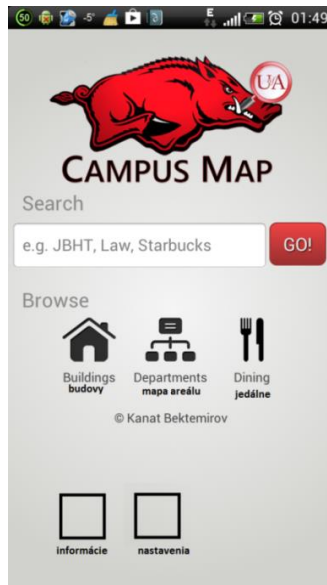 50 -5° E 01:49
UA
CAMPUS MAP
Search
e.g. JBHT, Law, Starbucks GO!
Browse
Buildings Departments Dining
budovy mapa areálu jedálne
© Kanat Bektemirov
informácie nastavenia